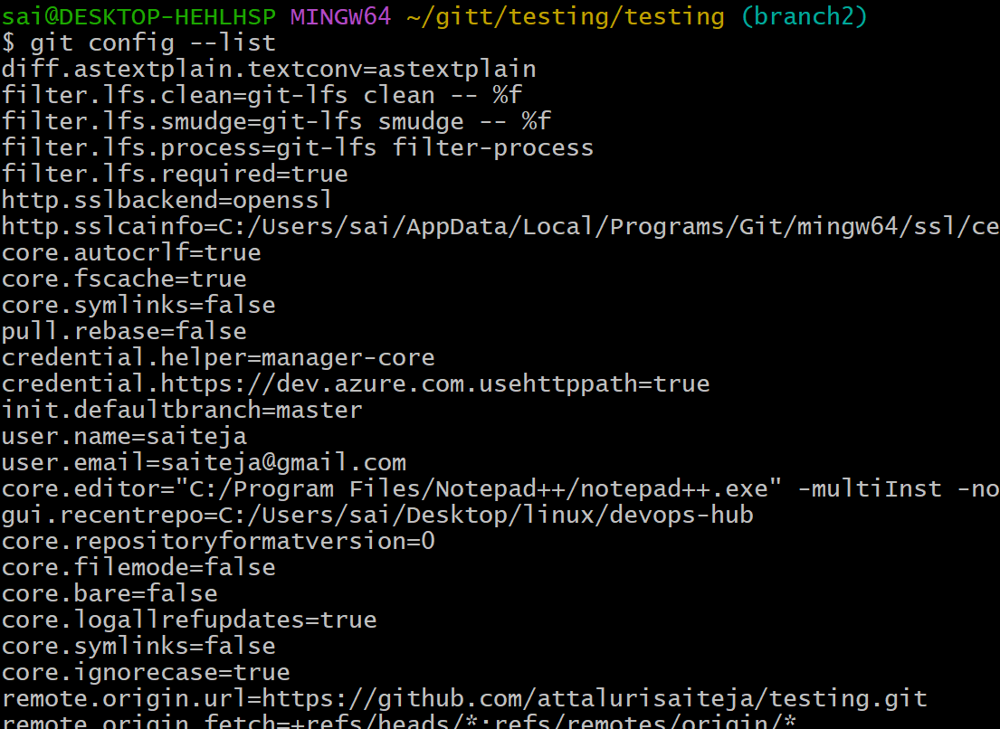 sai@DESKTOP-HEHLHSP MINGW64 ~/gitt/testing/testing (branch2)
$ git config --list
diff.astextplain.textconv=astextplain
filter.lfs.clean=git-lfs clean -- %f
filter.lfs.smudge=git-lfs smudge -- %f
filter.lfs.process=git-lfs filter-process
filter.lfs.required=true
http.sslbackend=openssl
http.sslcainfo=C:/Users/sai/AppData/Local/Programs/Git/mingw64/ssl/ce
core.autocrlf=true
core.fscache=true
core.symlinks=false
pull.rebase=false
credential.helper=manager-core
credential.https://dev.azure.com.usehttppath=true
init.defaultbranch=master
user.name=saiteja
user.email=saiteja@gmail.com
core.editor="C:/Program Files/Notepad++/notepad++.exe" -multiInst -no
gui.recentrepo=C:/Users/sai/Desktop/linux/devops-hub
core.repositoryformatversion=0
core.filemode=false
core.bare=false
core.logallrefupdates=true
core.symlinks=false
core.ignorecase=true
remote.origin.url=https://github.com/attalurisaiteja/testing.git
remote.origin.fetch=+refs/heads/*:refs/remotes/origin/*